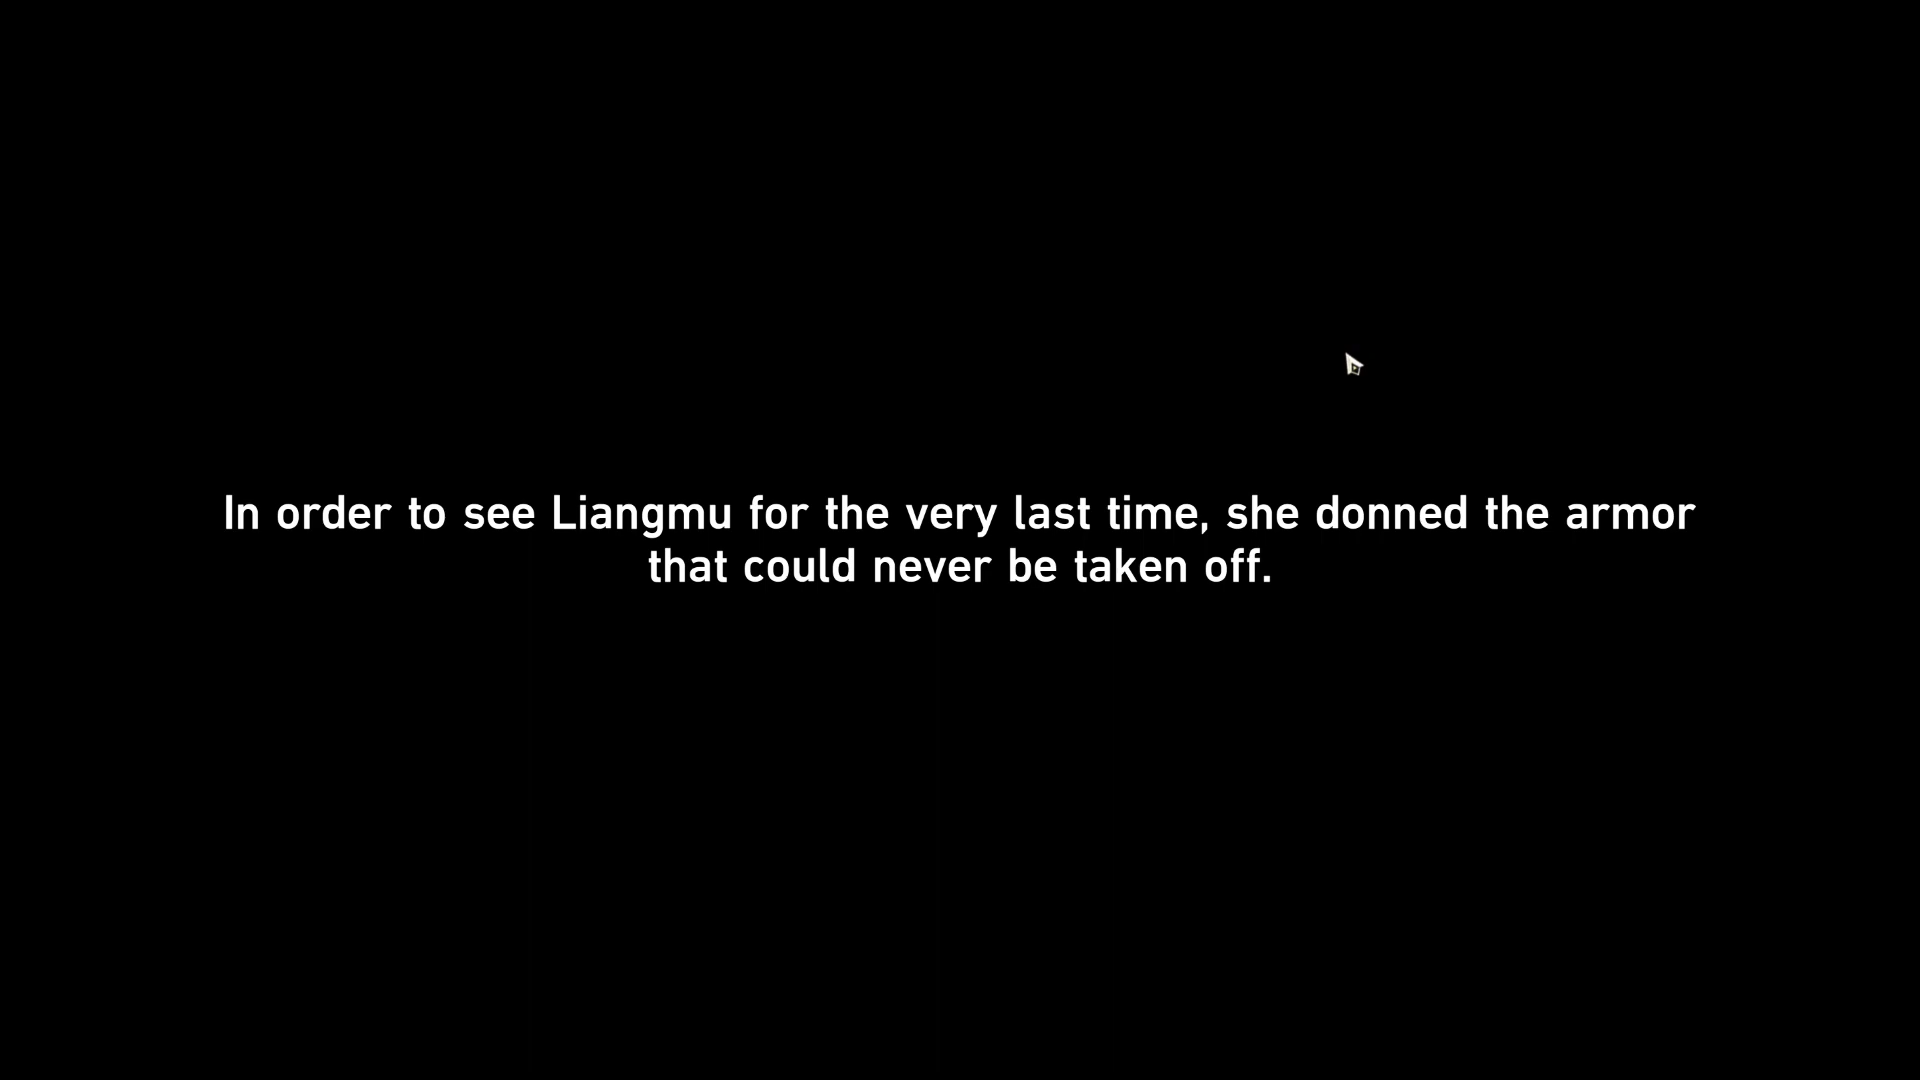 In order to see Liangmu for the very last time, she donned the armor
that could never be taken off.